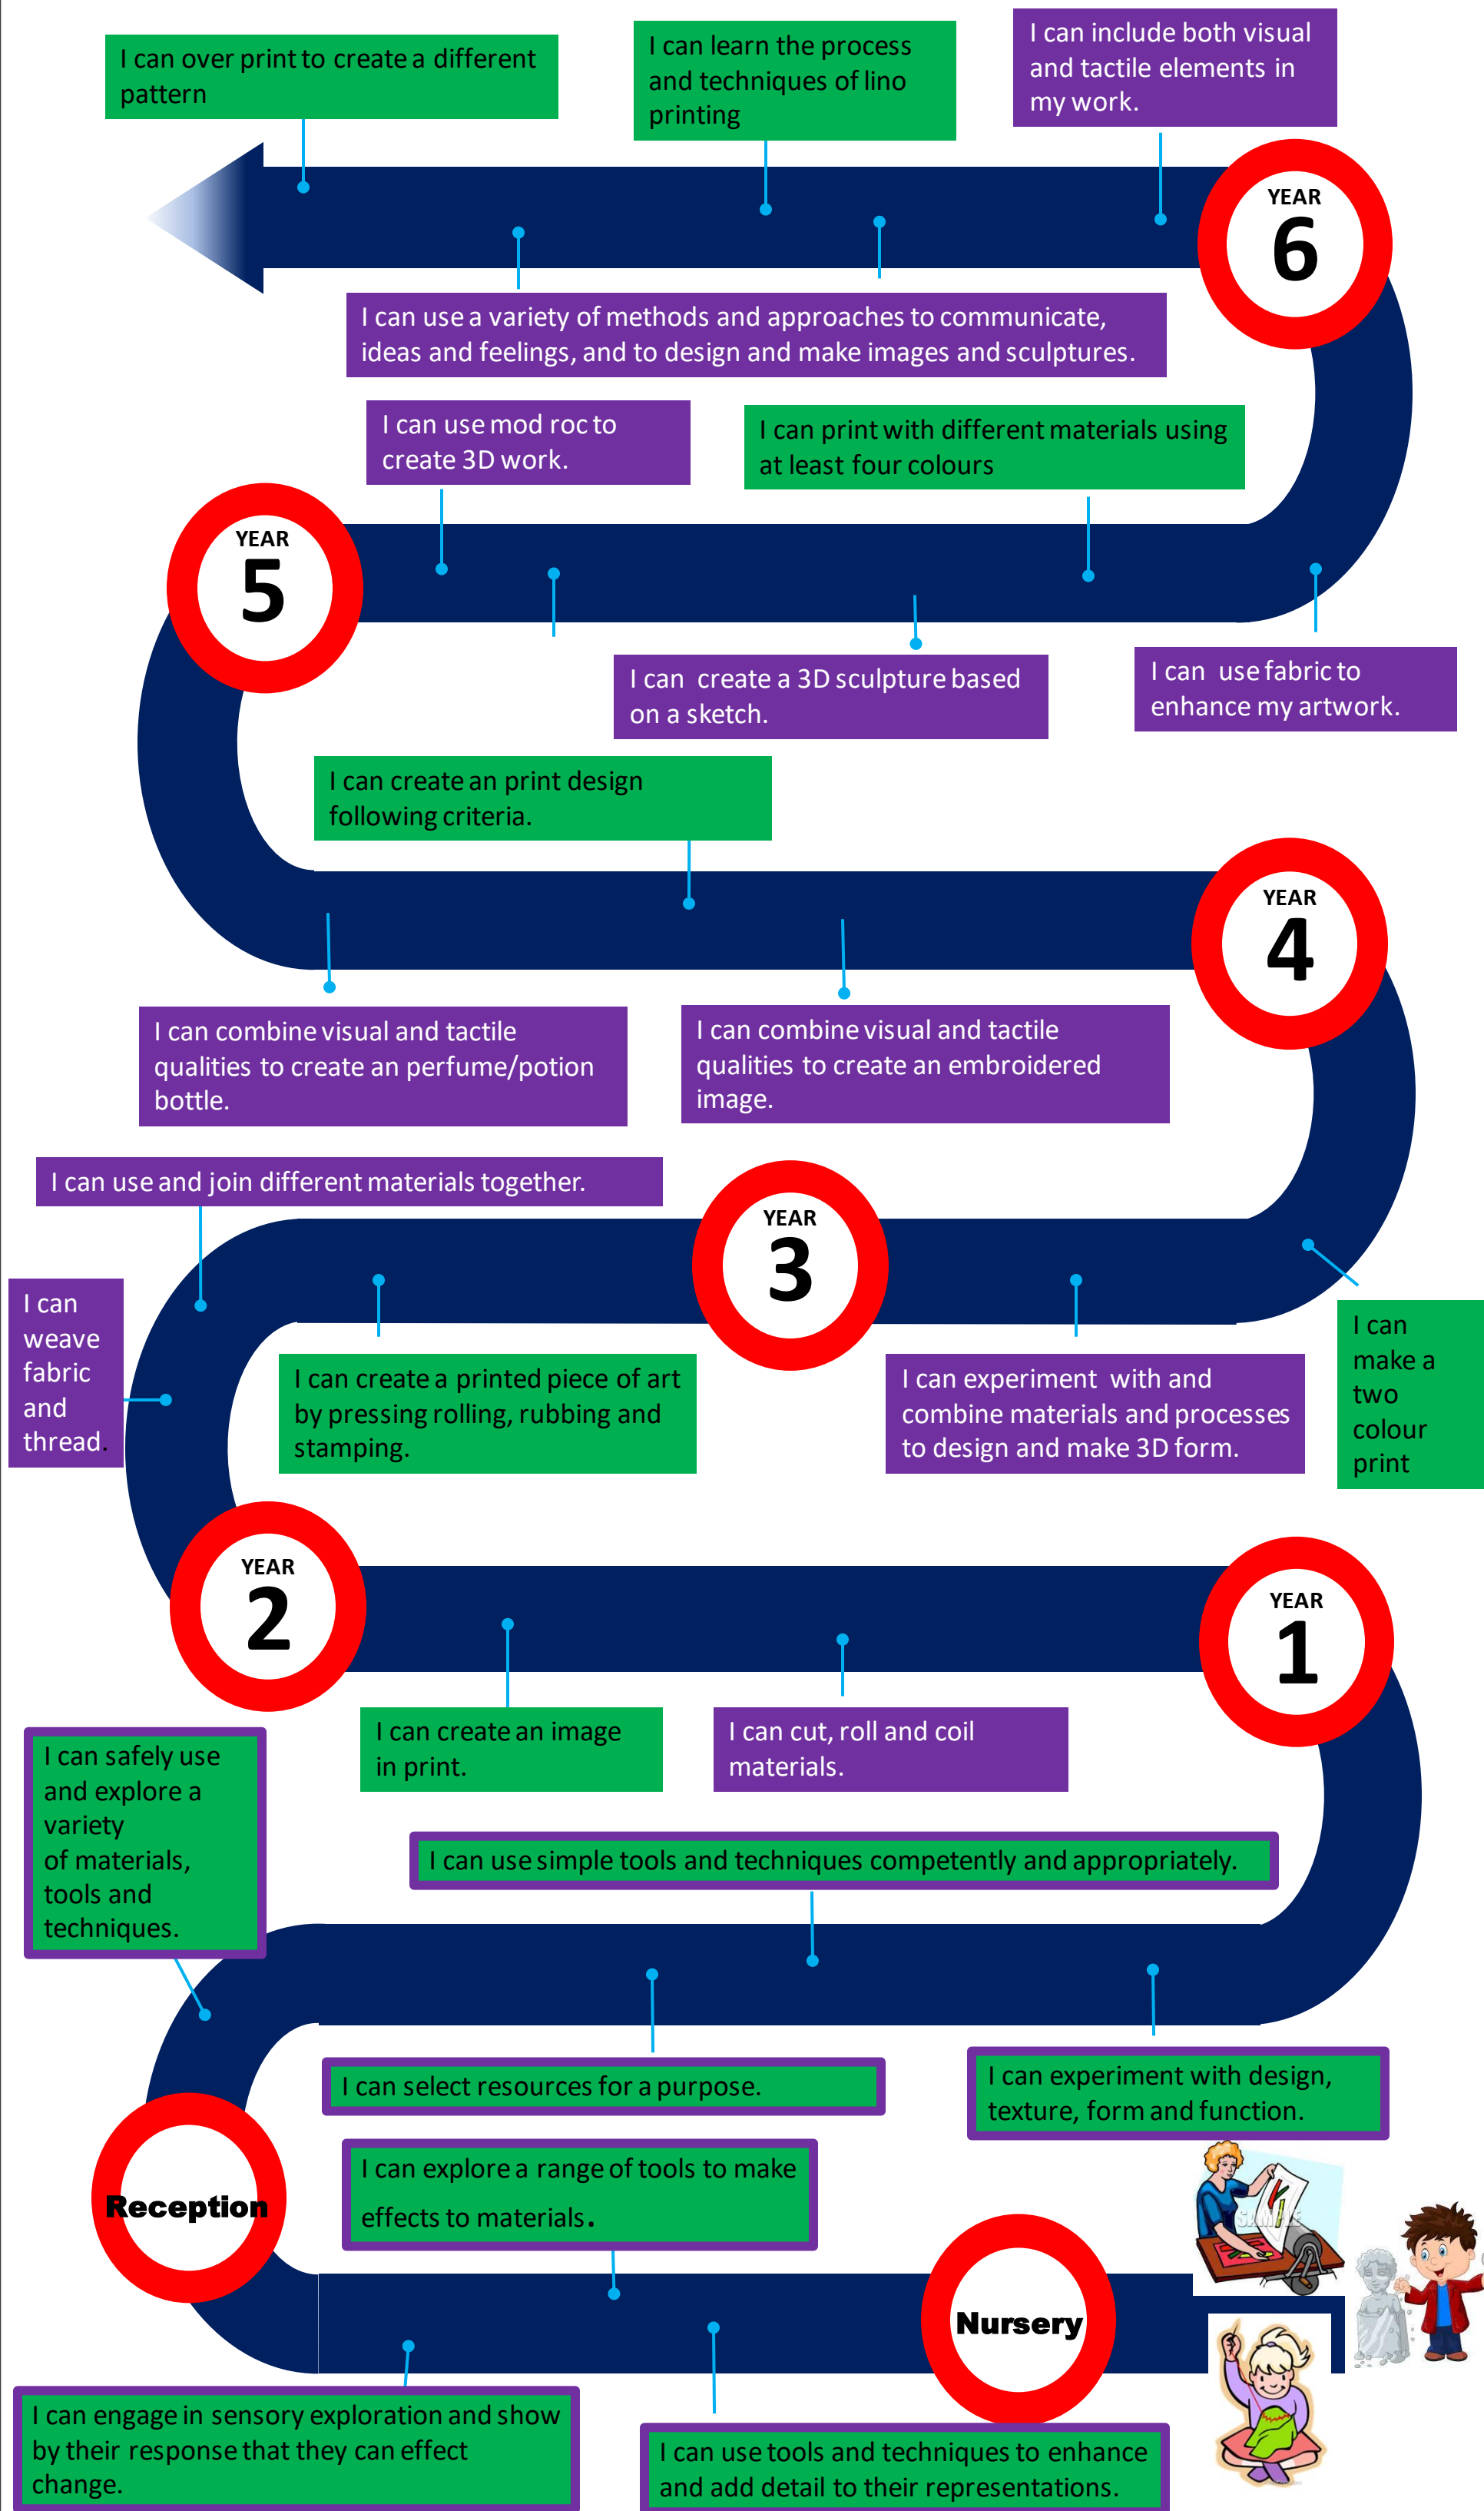 I can over print to create a different
pattern
I can learn the process
and techniques of lino
printing
I can include both visual
and tactile elements in
my work.
YEAR
6
I can use a variety of methods and approaches to communicate,
ideas and feelings, and to design and make images and sculptures.
I can use mod roc to
create 3D work.
I can print with different materials using
at least four colours
YEAR
5
I can create a 3D sculpture based
on a sketch.
I can use fabric to
enhance my artwork.
I can create an print design
following criteria.
YEAR
4
I can combine visual and tactile
qualities to create an perfume/potion
bottle.
I can combine visual and tactile
qualities to create an embroidered
image.
I can use and join different materials together.
YEAR
3
I can
weave
fabric
and
thread.
I can create a printed piece of art
by pressing rolling, rubbing and
stamping.
I can experiment with and
combine materials and processes
to design and make 3D form.
I can
make a
two
colour
print
YEAR
2
YEAR
1
I can create an image
in print.
I can cut, roll and coil
materials.
I can safely use
and explore a
variety
of materials,
tools and
techniques.
I can use simple tools and techniques competently and appropriately.
I can select resources for a purpose.
I can experiment with design,
texture, form and function.
Reception
I can explore a range of tools to make
effects to materials.
SAMPLE
Nursery
I can engage in sensory exploration and show
by their response that they can effect
change.
I can use tools and techniques to enhance
and add detail to their representations.